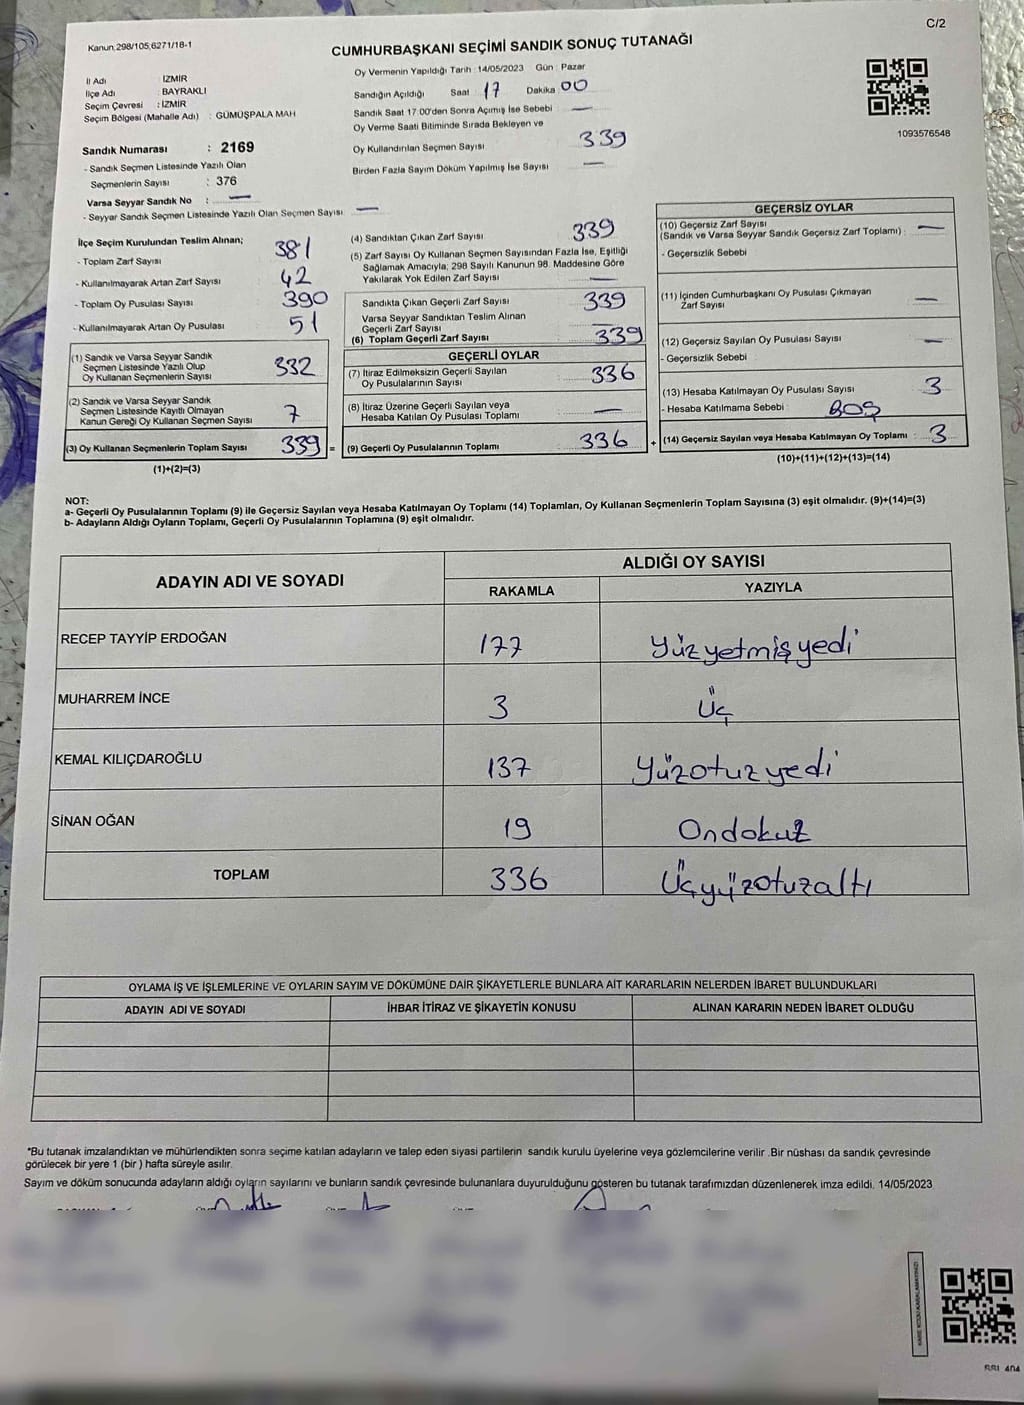 C/2
Kanun:298/105;6271/18-1
CUMHURBAŞKANI SEÇİMİ SANDIK SONUÇ TUTANAĞI
İl Adı : İZMİR
İlçe Adı : BAYRAKLI
Seçim Çevresi : İZMİR
Seçim Bölgesi (Mahalle Adı) : GÜMÜŞPALA MAH
Sandık Numarası : 2169
- Sandık Seçmen Listesinde Yazılı Olan
Seçmenlerin Sayısı : 376
Varsa Seyyar Sandık No : —
- Seyyar Sandık Seçmen Listesinde Yazılı Olan Seçmen Sayısı —
Oy Vermenin Yapıldığı Tarih : 14/05/2023 Gün : Pazar
Sandığın Açıldığı Saat 17 Dakika 00
Sandık Saat 17:00'den Sonra Açımış İse Sebebi —
Oy Verme Saati Bitiminde Sırada Bekleyen ve
Oy Kullandırılan Seçmen Sayısı 339
Birden Fazla Sayım Döküm Yapılmış İse Sayısı —
1093576548
İlçe Seçim Kurulundan Teslim Alınan;
- Toplam Zarf Sayısı 381
- Kullanılmayarak Artan Zarf Sayısı 42
- Toplam Oy Pusulası Sayısı 390
- Kullanılmayarak Artan Oy Pusulası 51
(1) Sandık ve Varsa Seyyar Sandık
Seçmen Listesinde Yazılı Olup
Oy Kullanan Seçmenlerin Sayısı 332
(2) Sandık ve Varsa Seyyar Sandık
Seçmen Listesinde Kayıtlı Olmayan
Kanun Gereği Oy Kullanan Seçmen Sayısı 7
(3) Oy Kullanan Seçmenlerin Toplam Sayısı 339 =
(1)+(2)=(3)
(4) Sandıktan Çıkan Zarf Sayısı 339
(5) Zarf Sayısı Oy Kullanan Seçmen Sayısından Fazla İse, Eşitliği
Sağlamak Amacıyla; 298 Sayılı Kanunun 98. Maddesine Göre
Yakılarak Yok Edilen Zarf Sayısı —
Sandıkta Çıkan Geçerli Zarf Sayısı 339
Varsa Seyyar Sandıktan Teslim Alınan
Geçerli Zarf Sayısı —
(6) Toplam Geçerli Zarf Sayısı 339
GEÇERLİ OYLAR
(7) İtiraz Edilmeksizin Geçerli Sayılan
Oy Pusulalarının Sayısı 336
(8) İtiraz Üzerine Geçerli Sayılan veya
Hesaba Katılan Oy Pusulası Toplamı —
(9) Geçerli Oy Pusulalarının Toplamı 336 +
GEÇERSİZ OYLAR
(10) Geçersiz Zarf Sayısı
(Sandık ve Varsa Seyyar Sandık Geçersiz Zarf Toplamı) : —
- Geçersizlik Sebebi
(11) İçinden Cumhurbaşkanı Oy Pusulası Çıkmayan
Zarf Sayısı —
(12) Geçersiz Sayılan Oy Pusulası Sayısı —
- Geçersizlik Sebebi
(13) Hesaba Katılmayan Oy Pusulası Sayısı 3
- Hesaba Katılmama Sebebi : BOŞ
(14) Geçersiz Sayılan veya Hesaba Katılmayan Oy Toplamı : 3
(10)+(11)+(12)+(13)=(14)
NOT:
a- Geçerli Oy Pusulalarının Toplamı (9) ile Geçersiz Sayılan veya Hesaba Katılmayan Oy Toplamı (14) Toplamları, Oy Kullanan Seçmenlerin Toplam Sayısına (3) eşit olmalıdır. (9)+(14)=(3)
b- Adayların Aldığı Oyların Toplamı, Geçerli Oy Pusulalarının Toplamına (9) eşit olmalıdır.
ADAYIN ADI VE SOYADI ALDIĞI OY SAYISI
RAKAMLA YAZIYLA
RECEP TAYYİP ERDOĞAN 177 Yüzyetmişyedi
MUHARREM İNCE 3 Üç
KEMAL KILIÇDAROĞLU 137 Yüzotuzyedi
SİNAN OĞAN 19 Ondokuz
TOPLAM 336 Üçyüzotuzaltı
OYLAMA İŞ VE İŞLEMLERİNE VE OYLARIN SAYIM VE DÖKÜMÜNE DAİR ŞİKAYETLERLE BUNLARA AİT KARARLARIN NELERDEN İBARET BULUNDUKLARI
ADAYIN ADI VE SOYADI İHBAR İTİRAZ VE ŞİKAYETİN KONUSU ALINAN KARARIN NEDEN İBARET OLDUĞU
*Bu tutanak imzalandıktan ve mühürlendikten sonra seçime katılan adayların ve talep eden siyasi partilerin sandık kurulu üyelerine veya gözlemcilerine verilir .Bir nüshası da sandık çevresinde
görülecek bir yere 1 (bir ) hafta süreyle asılır.
Sayım ve döküm sonucunda adayların aldığı oyların sayılarını ve bunların sandık çevresinde bulunanlara duyurulduğunu gösteren bu tutanak tarafımızdan düzenlenerek imza edildi. 14/05/2023
KARE KODU KARALAMAYINIZ!